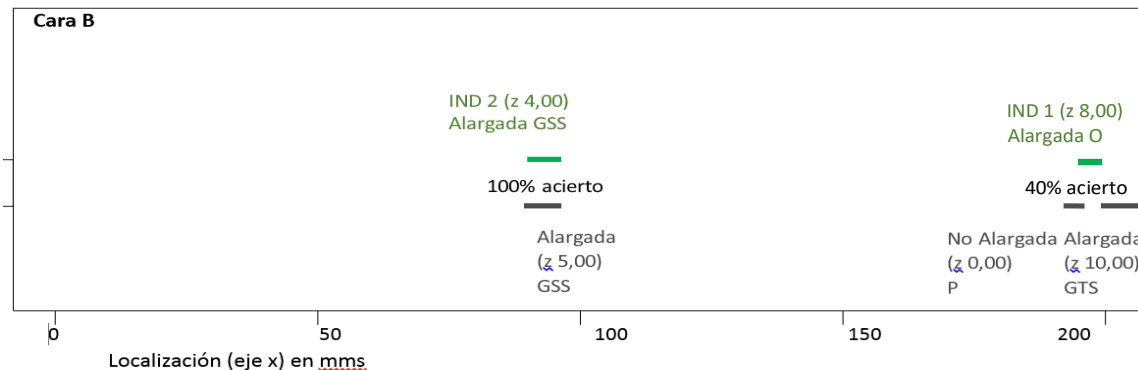 Cara B
IND 2 (z 4,00)
Alargada GSS
IND 1 (z 8,00)
Alargada O
100% acierto
40% acierto
Alargada
(z 5,00)
GSS
No Alargada
(z 0,00)
P
Alargada
(z 10,00)
GTS
0
50
100
150
200
Localización (eje x) en mms